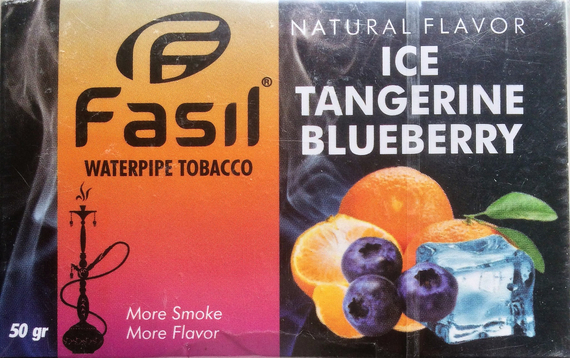 Fasil®
WATERPIPE TOBACCO
More Smoke
More Flavor
50 gr
NATURAL FLAVOR
ICE
TANGERINE
BLUEBERRY